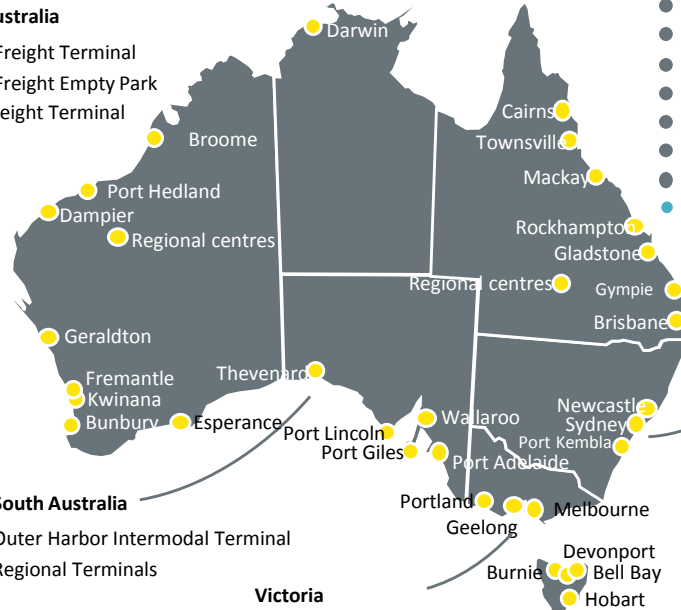 ustralia
Freight Terminal
Freight Empty Park
eight Terminal
Darwin
Broome
Port Hedland
Dampier
Regional centres
Cairns
Townsville
Mackay
Rockhampton
Gladstone
Regional centres
Gympie
Brisbane
Geraldton
Fremantle
Kwinana
Bunbury
Esperance
Thevenard
Port Lincoln
Port Giles
Wallaroo
Port Adelaide
Newcastle
Sydney
Port Kembla
Portland
Geelong
Melbourne
South Australia
Outer Harbor Intermodal Terminal
Regional Terminals
Victoria
Devonport
Burnie
Bell Bay
Hobart